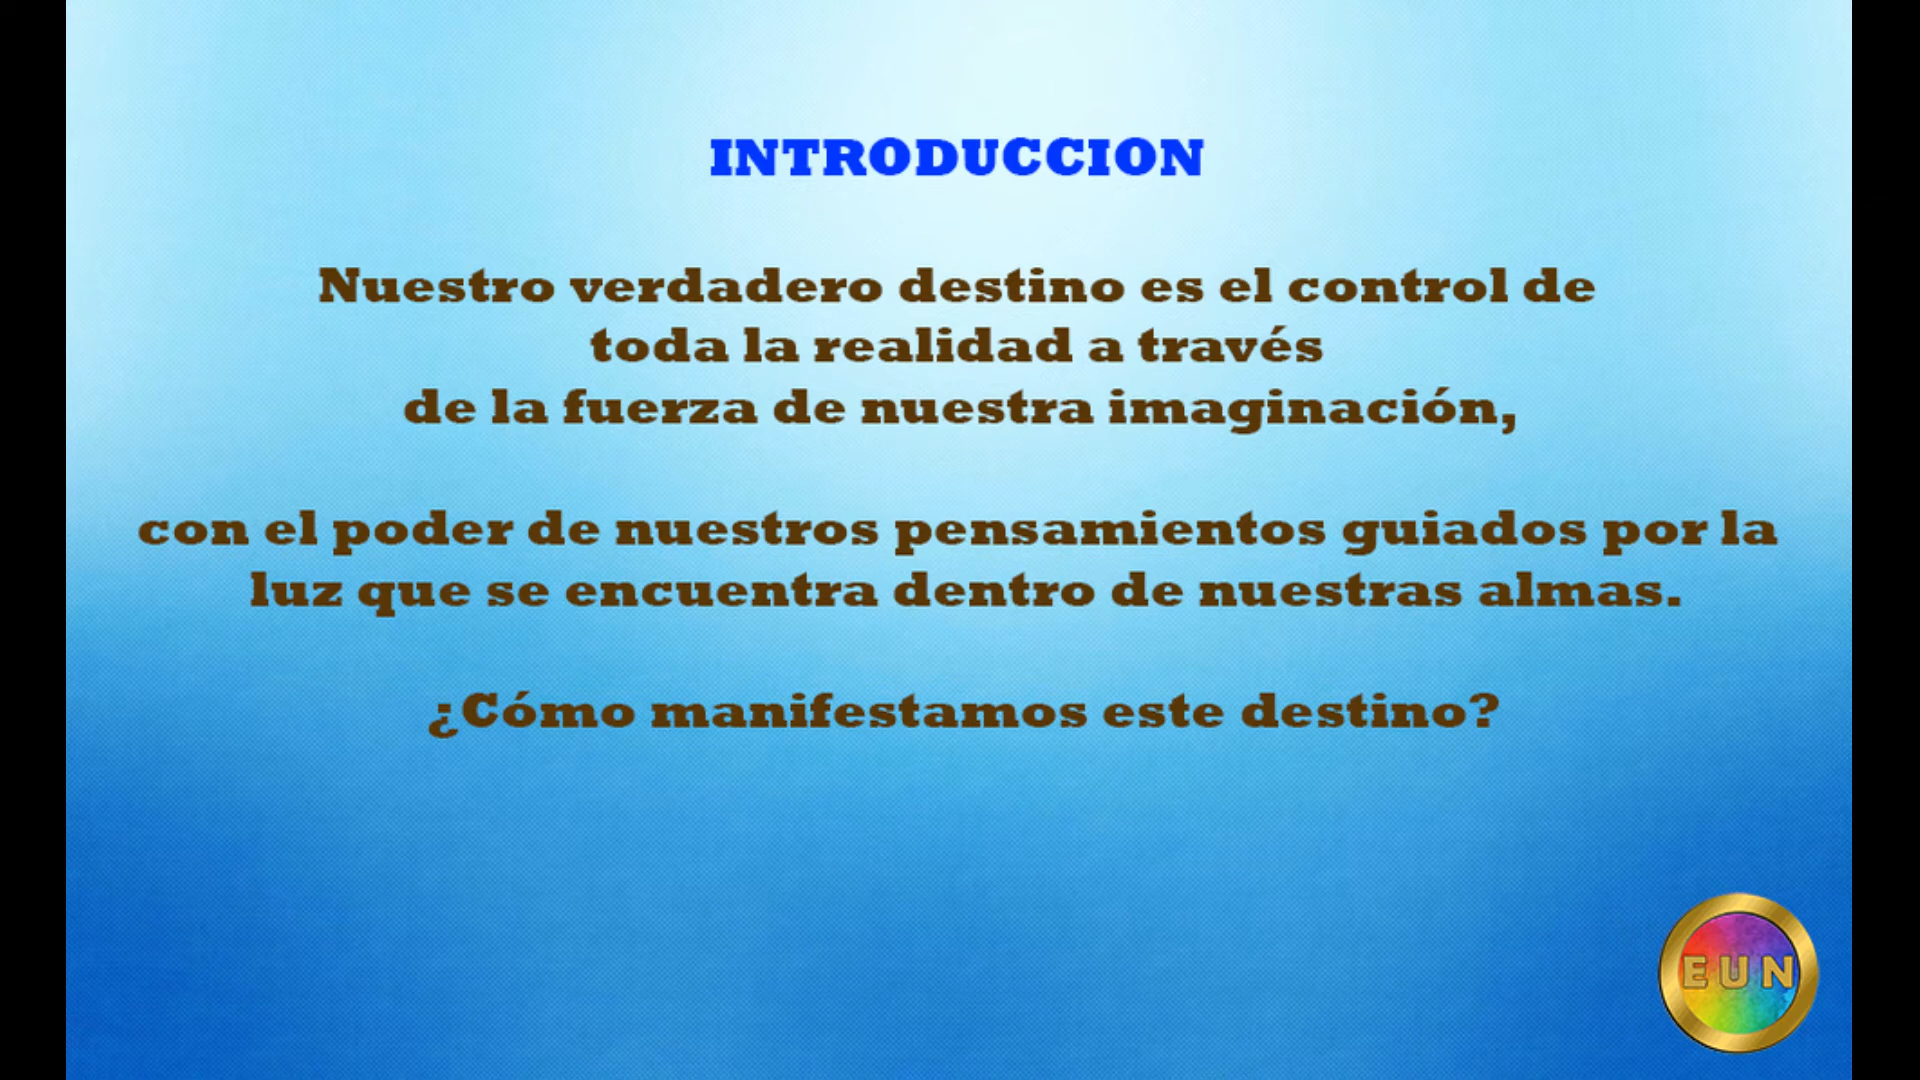 INTRODUCCION
Nuestro verdadero destino es el control de
toda la realidad a través
de la fuerza de nuestra imaginación,
con el poder de nuestros pensamientos guiados por la
luz que se encuentra dentro de nuestras almas.
¿Cómo manifestamos este destino?
EUN